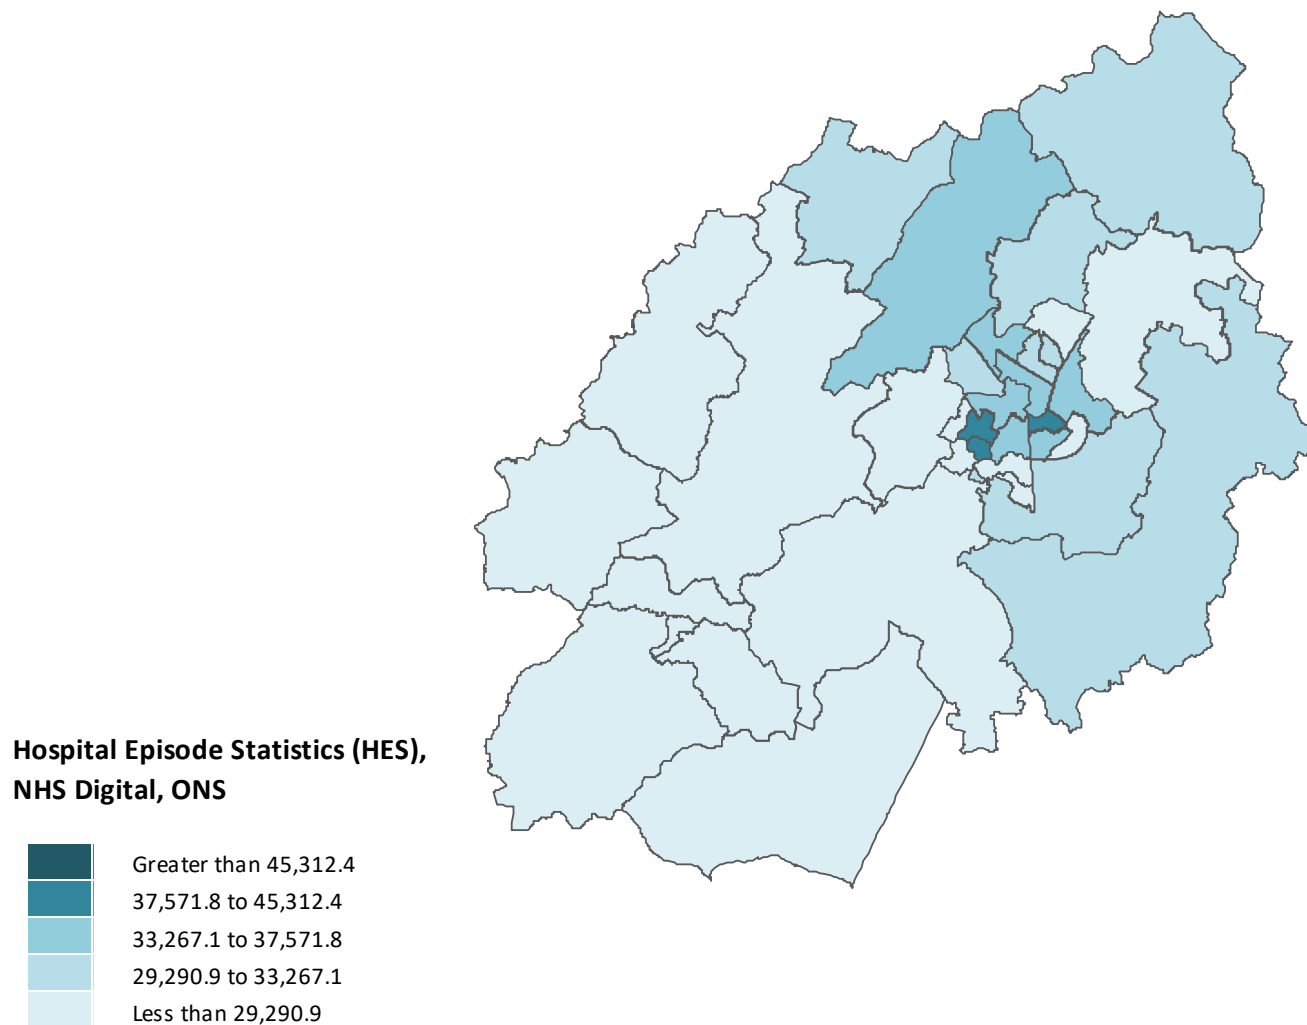 Hospital Episode Statistics (HES),
NHS Digital, ONS
Greater than 45,312.4
37,571.8 to 45,312.4
33,267.1 to 37,571.8
29,290.9 to 33,267.1
Less than 29,290.9